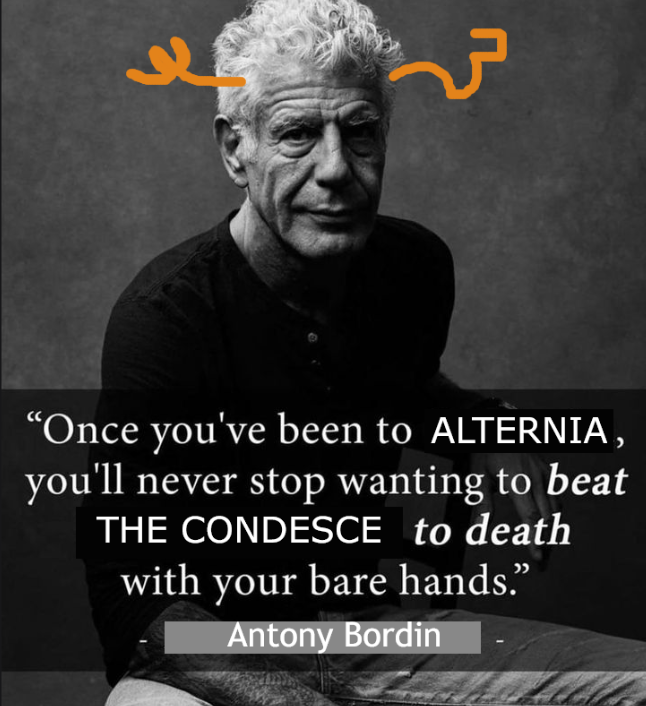 “Once you've been to ALTERNIA,
you'll never stop wanting to beat
THE CONDESCE to death
with your bare hands.”
- Antony Bordin -